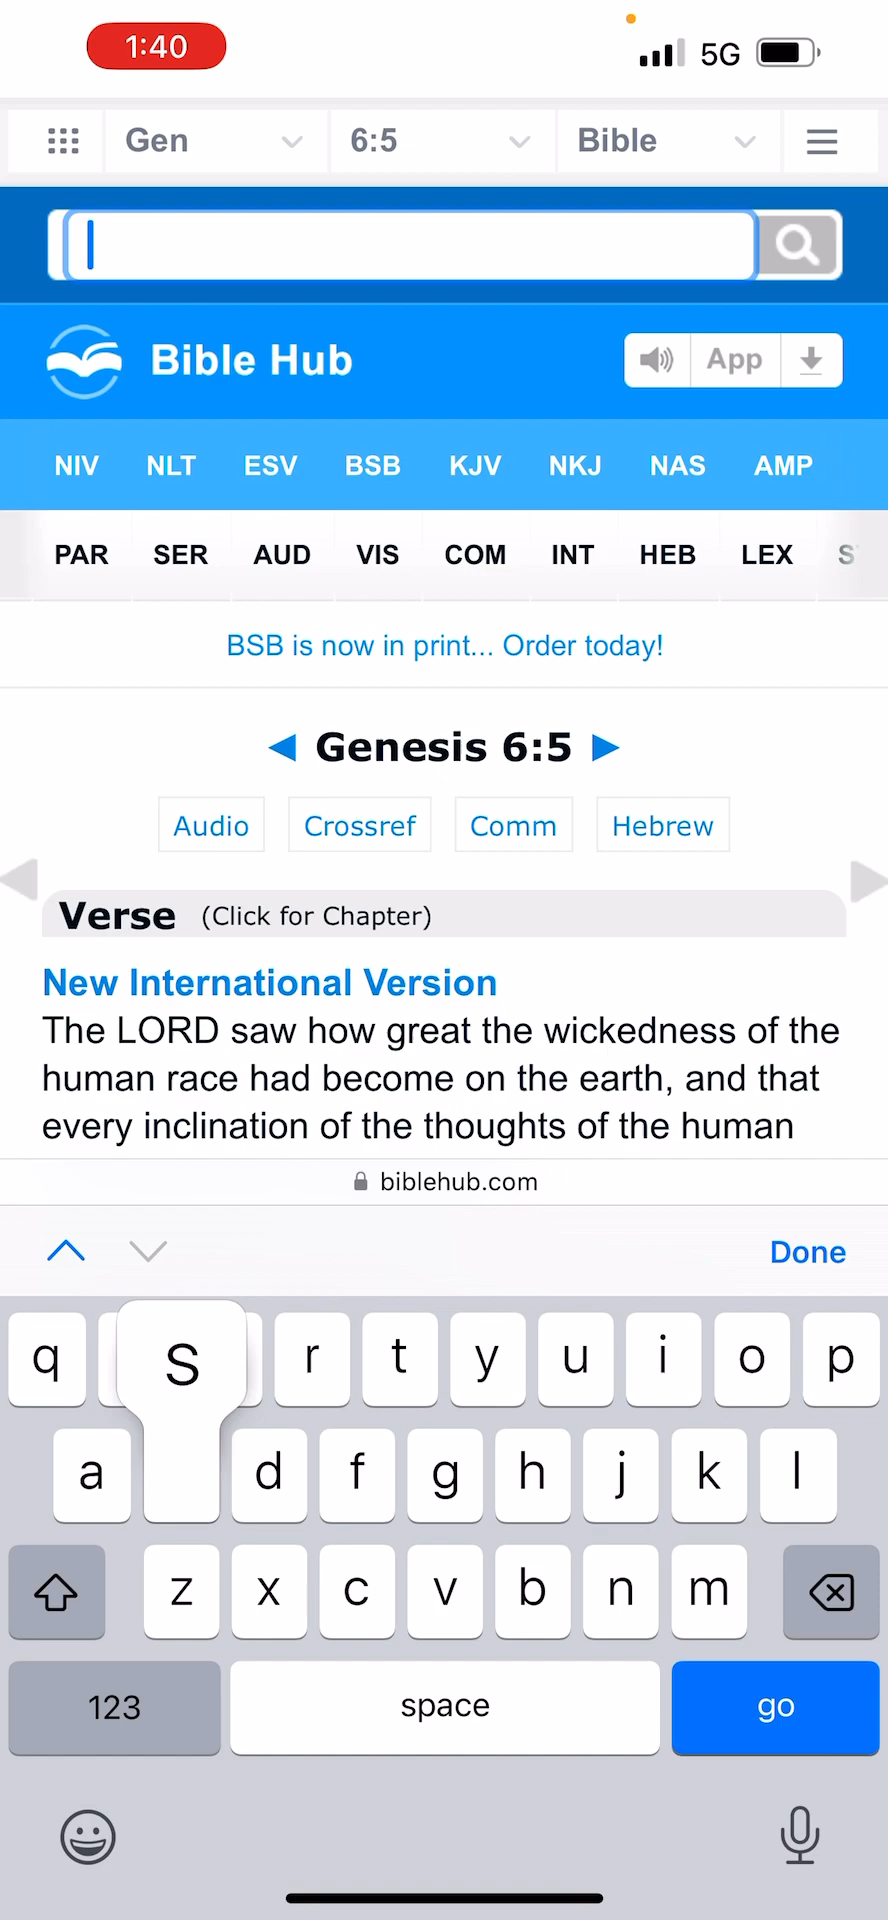 1:40 5G
Gen 6:5 Bible
Bible Hub App
NIV NLT ESV BSB KJV NKJ NAS AMP
PAR SER AUD VIS COM INT HEB LEX
BSB is now in print... Order today!
Genesis 6:5
Audio Crossref Comm Hebrew
Verse (Click for Chapter)
New International Version
The LORD saw how great the wickedness of the
human race had become on the earth, and that
every inclination of the thoughts of the human
biblehub.com
Done
q s r t y u i o p
a d f g h j k l
z x c v b n m
123 space go